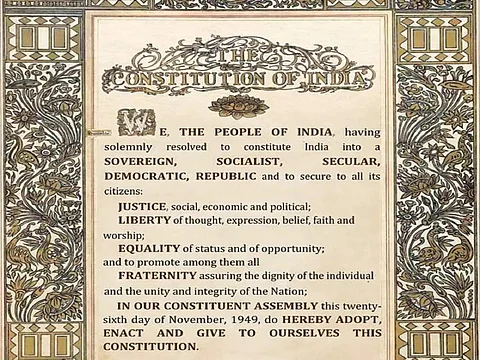 THE
CONSTITUTION OF INDIA
WE, THE PEOPLE OF INDIA, having
solemnly resolved to constitute India into a
SOVEREIGN, SOCIALIST, SECULAR,
DEMOCRATIC, REPUBLIC and to secure to all its
citizens:
JUSTICE, social, economic and political;
LIBERTY of thought, expression, belief, faith and
worship;
EQUALITY of status and of opportunity;
and to promote among them all
FRATERNITY assuring the dignity of the individual
and the unity and integrity of the Nation;
IN OUR CONSTITUENT ASSEMBLY this twenty-
sixth day of November, 1949, do HEREBY ADOPT,
ENACT AND GIVE TO OURSELVES THIS
CONSTITUTION.